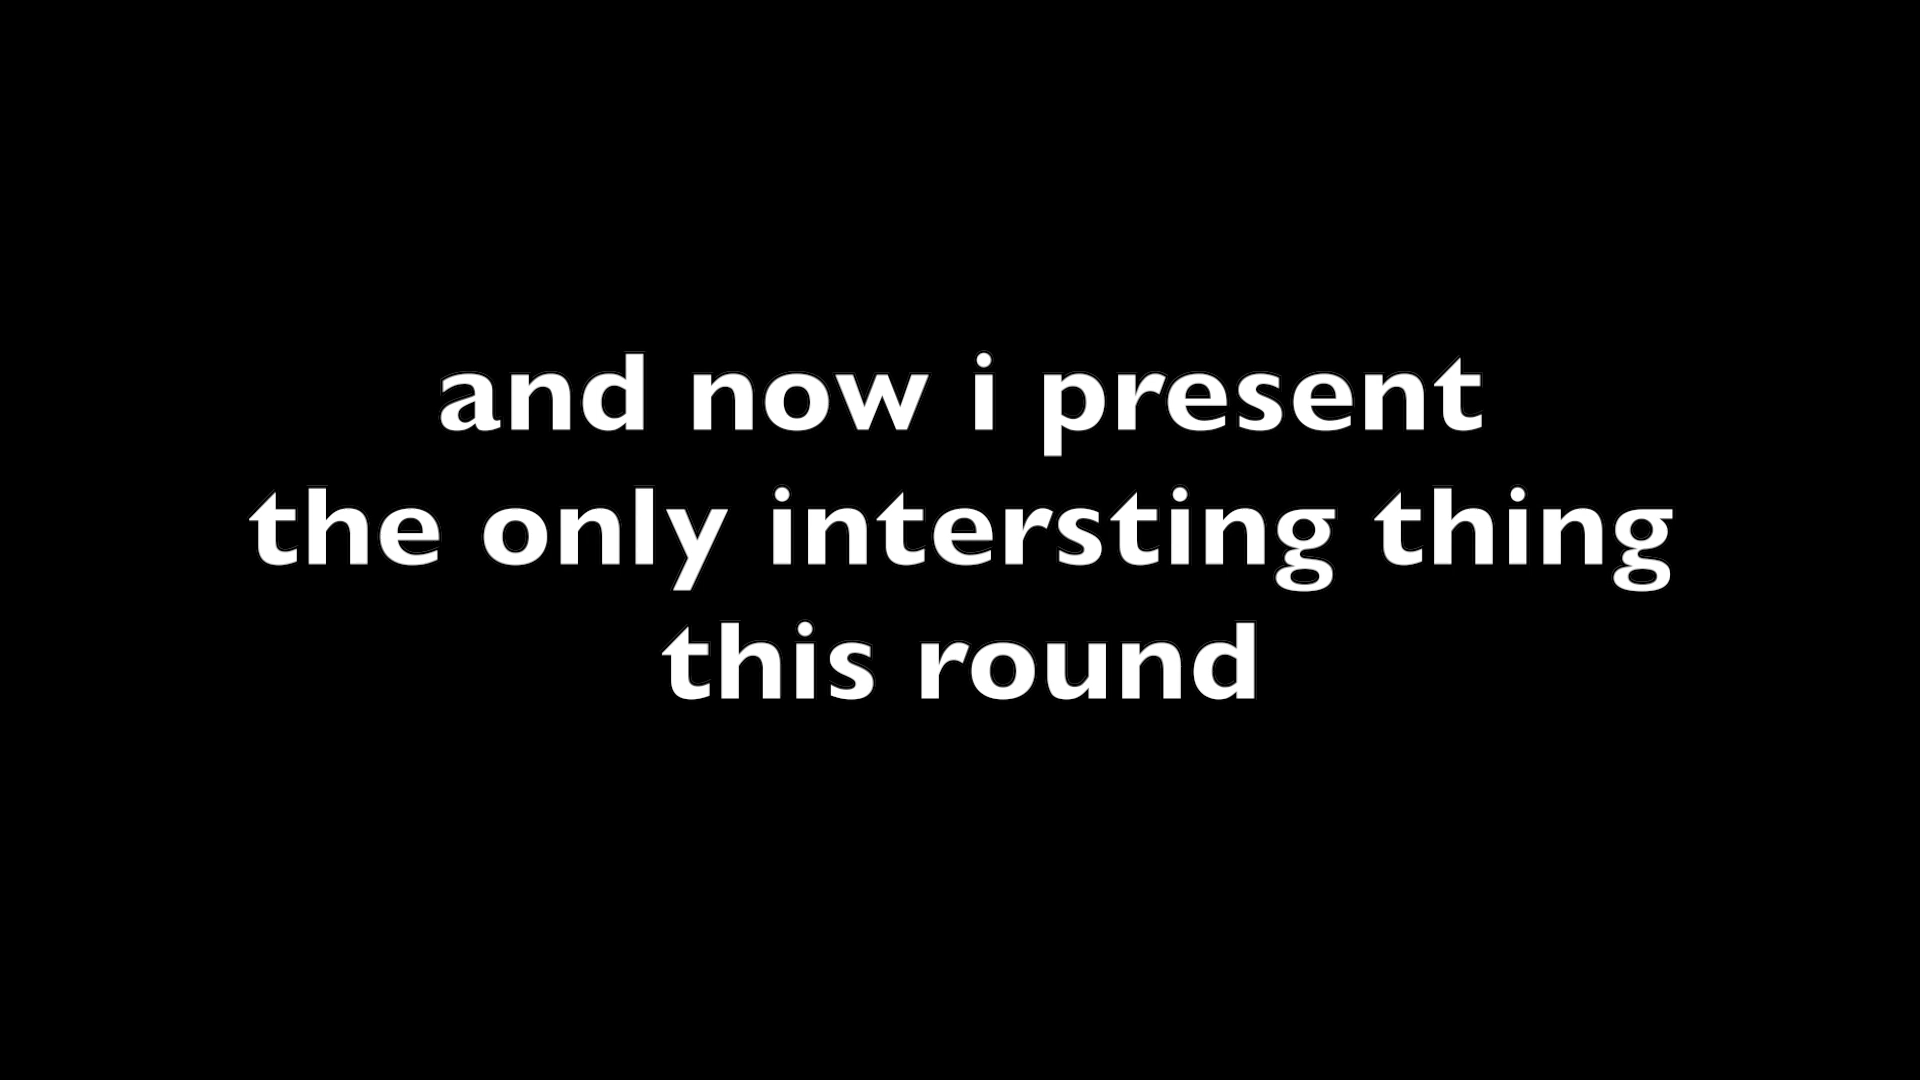 and now i present
the only intersting thing
this round